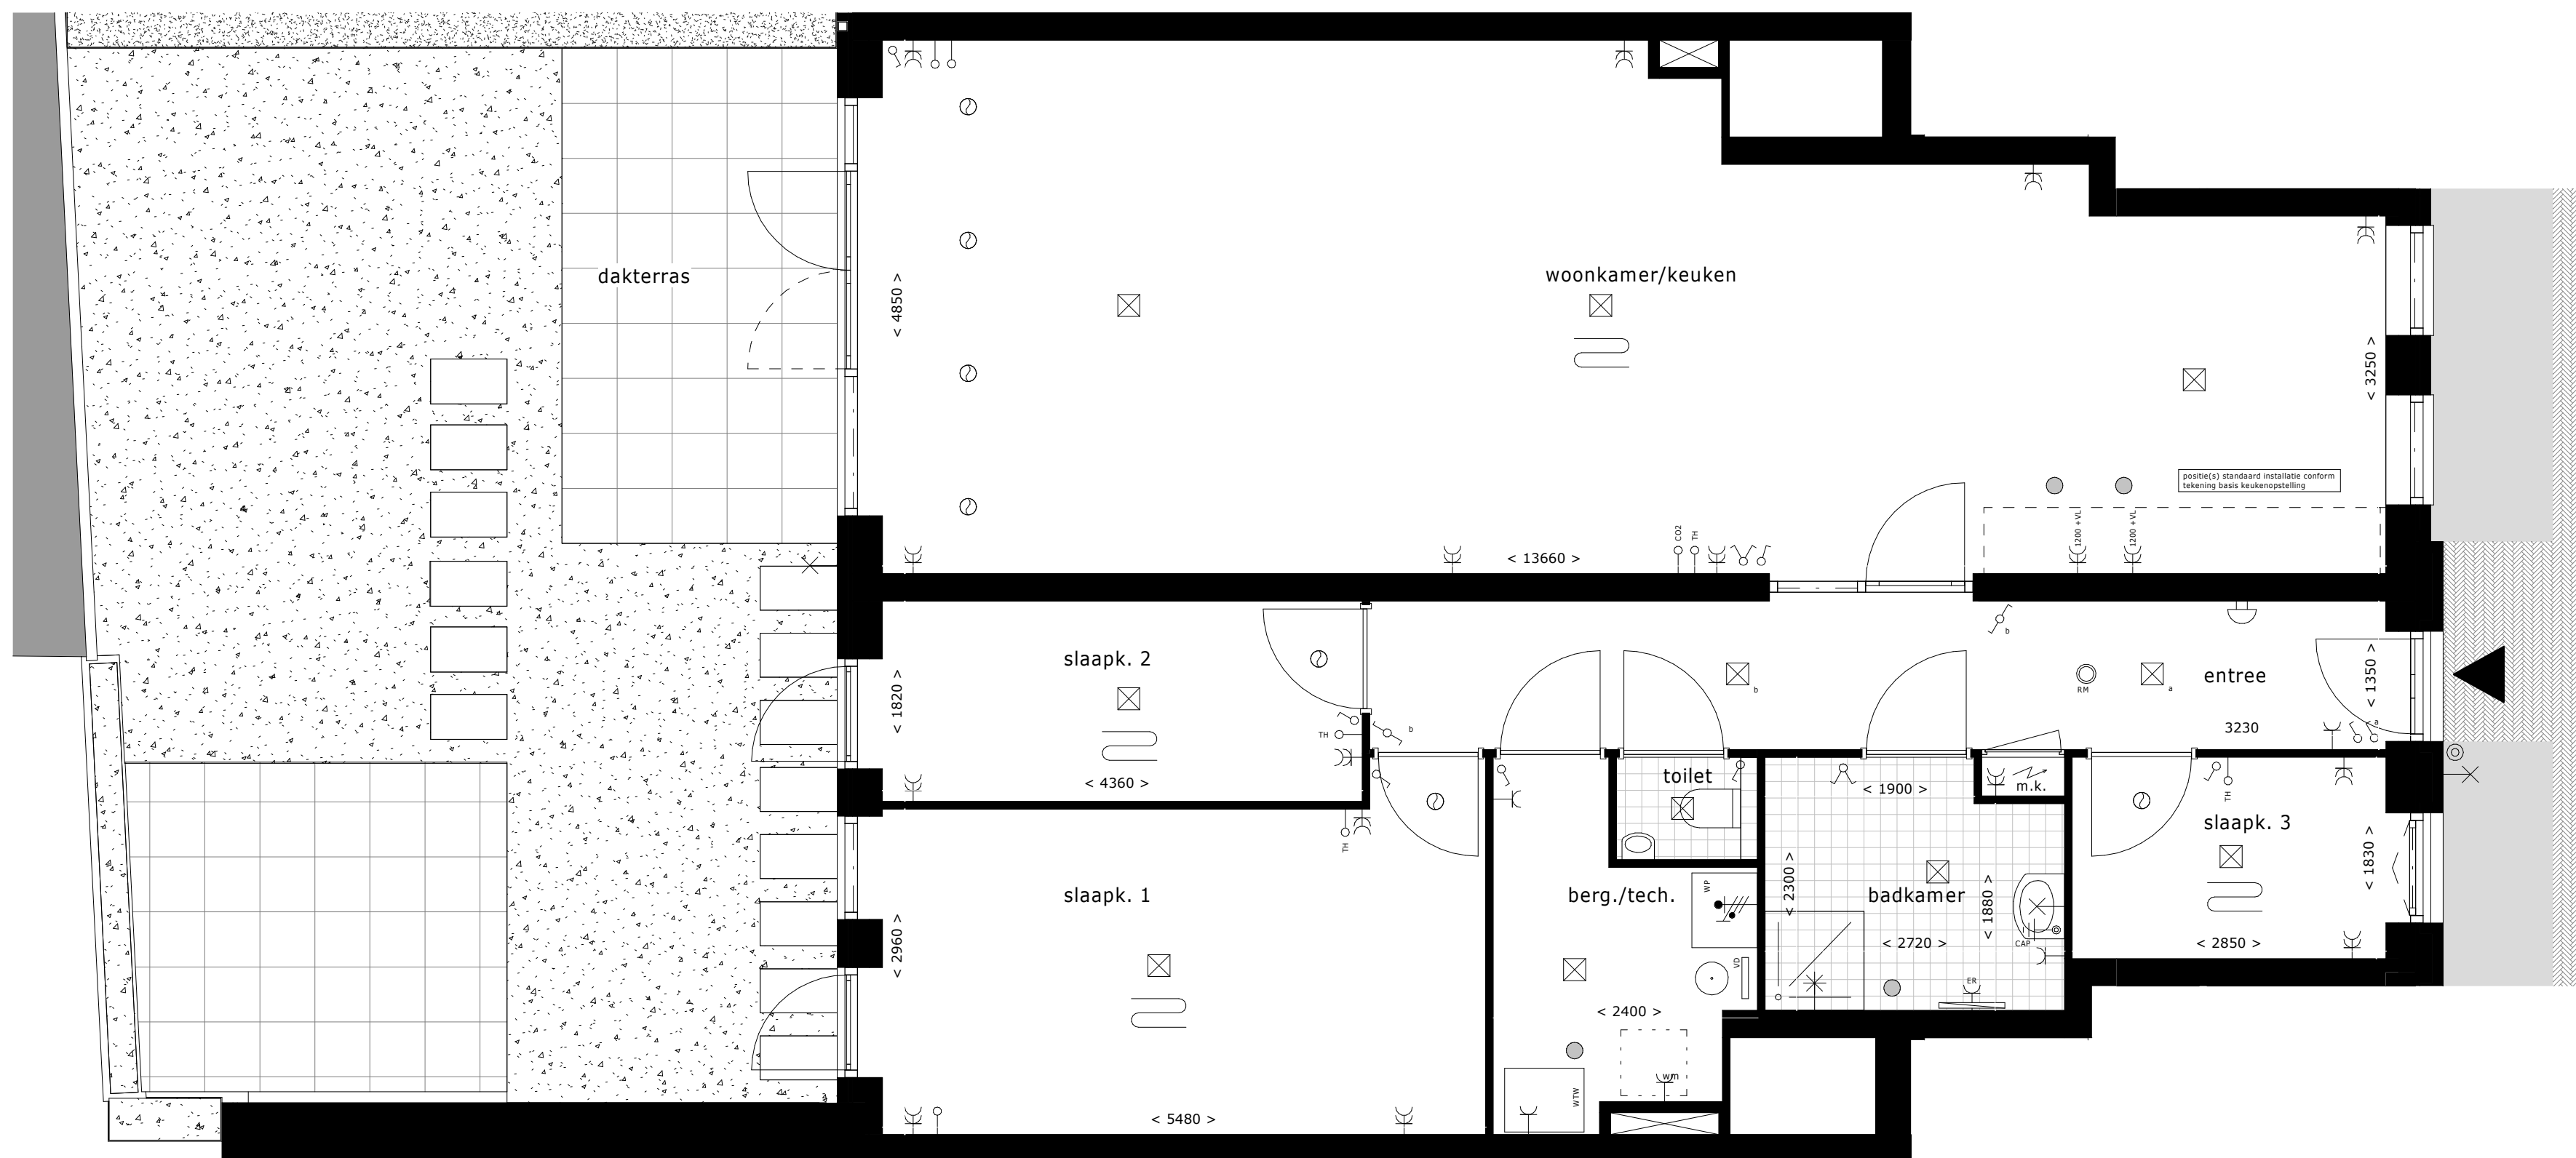 dakterras
< 4850 >
woonkamer/keuken
< 3250 >
positie(s) standaard installatie conform
tekening basis keukenopstelling
1200 +VL
1200 +VL
CO2
TH
< 13660 >
b
slaapk. 2
< 1820 >
TH
b
< 4360 >
b
RM
a
entree
< 1350 >
3230
a
toilet
< 1900 >
m.k.
TH
slaapk. 3
< 1830 >
< 2850 >
TH
slaapk. 1
< 2960 >
< 5480 >
berg./tech.
WP
VD
< 2400 >
wm
WTW
< 2300 >
badkamer
< 1880 >
< 2720 >
CAP
ER